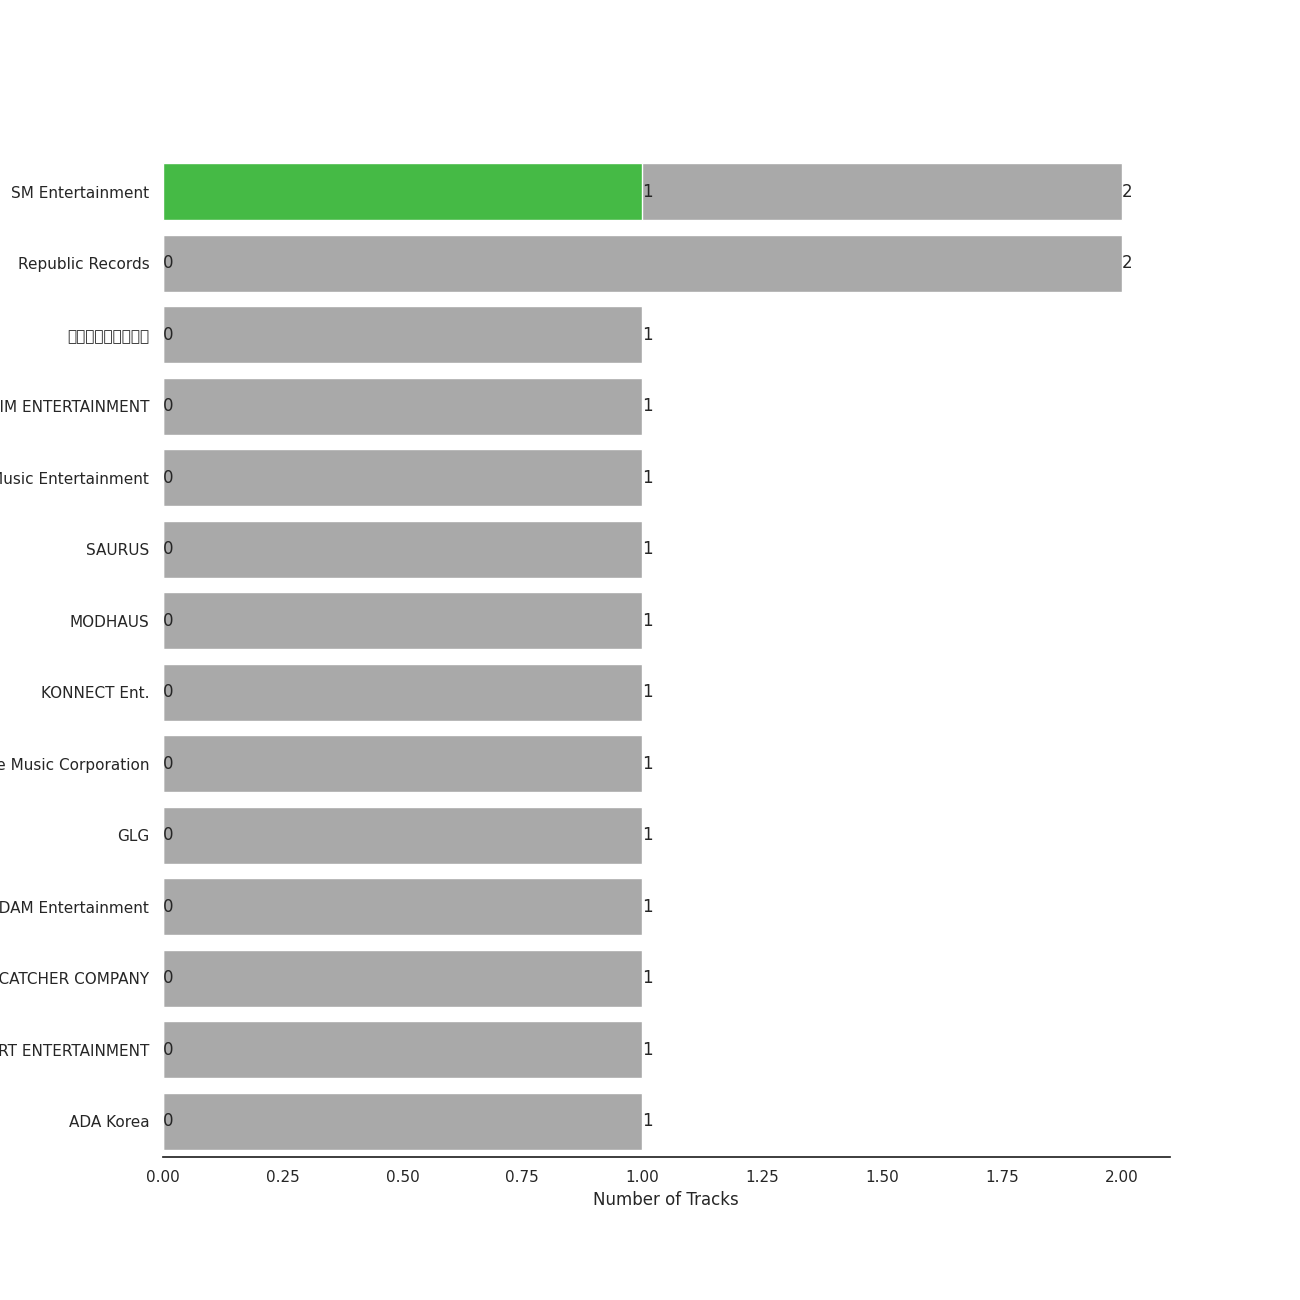 SM Entertainment 1 2
Republic Records 0 2
0 1
IM ENTERTAINMENT 0 1
Music Entertainment 0 1
SAURUS 0 1
MODHAUS 0 1
KONNECT Ent. 0 1
e Music Corporation 0 1
GLG 0 1
DAM Entertainment 0 1
CATCHER COMPANY 0 1
RT ENTERTAINMENT 0 1
ADA Korea 0 1
0.00 0.25 0.50 0.75 1.00 1.25 1.50 1.75 2.00
Number of Tracks